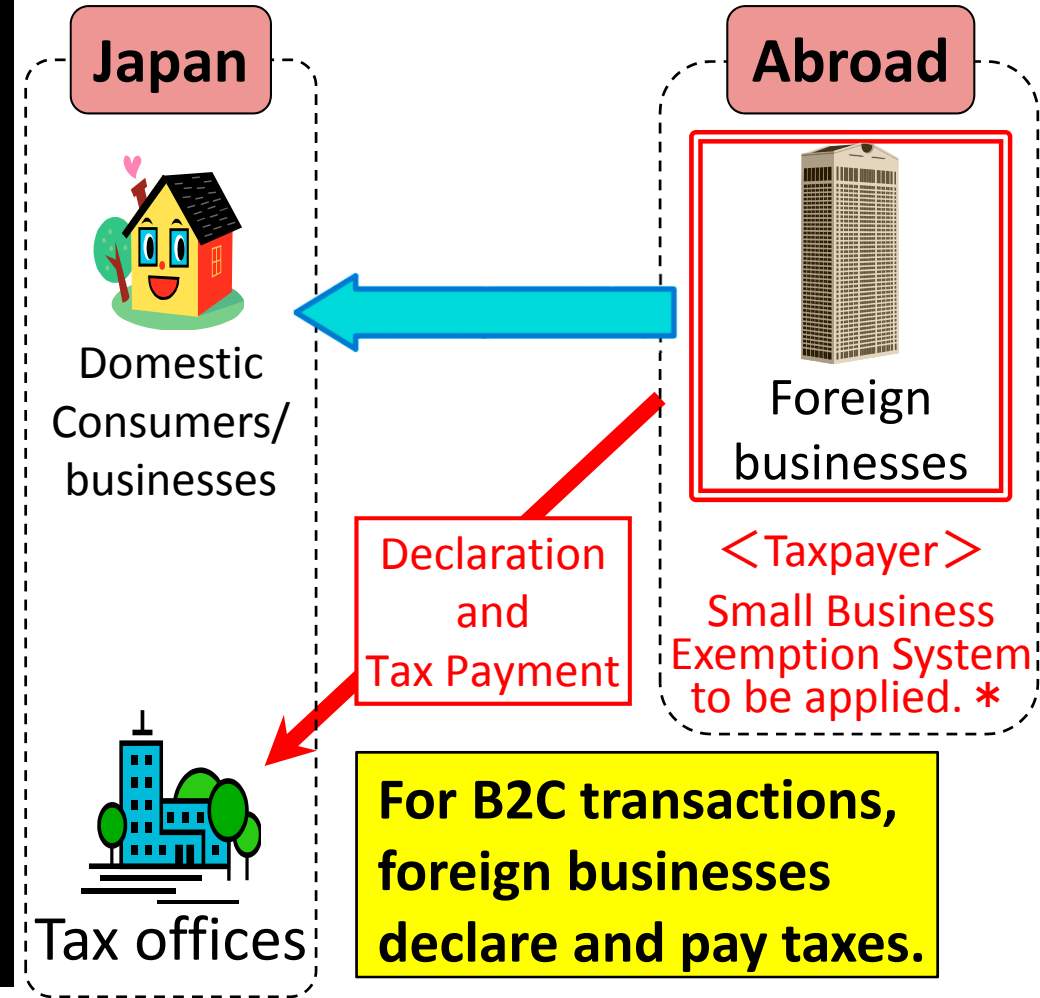 Japan
Abroad
Domestic
Consumers/
businesses
Foreign
businesses
Declaration
and
Tax Payment
<Taxpayer>
Small Business
Exemption System
to be applied. *
Tax offices
For B2C transactions,
foreign businesses
declare and pay taxes.